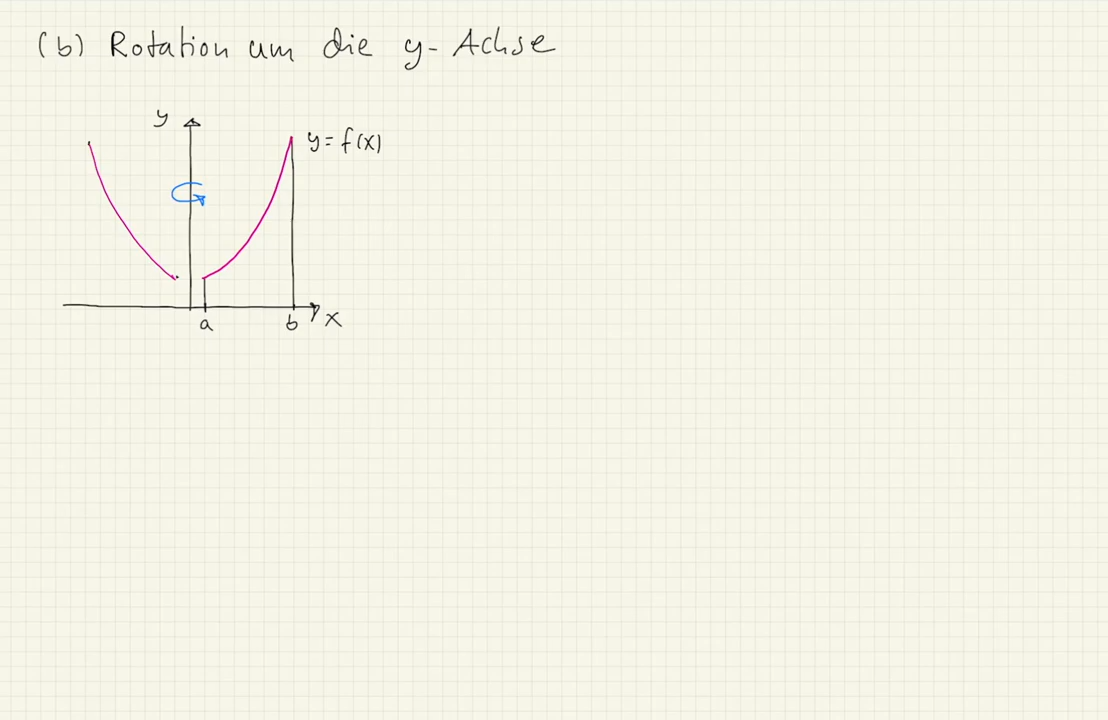 (b) Rotation um die y-Achse
y
y = f(x)
a
b
x